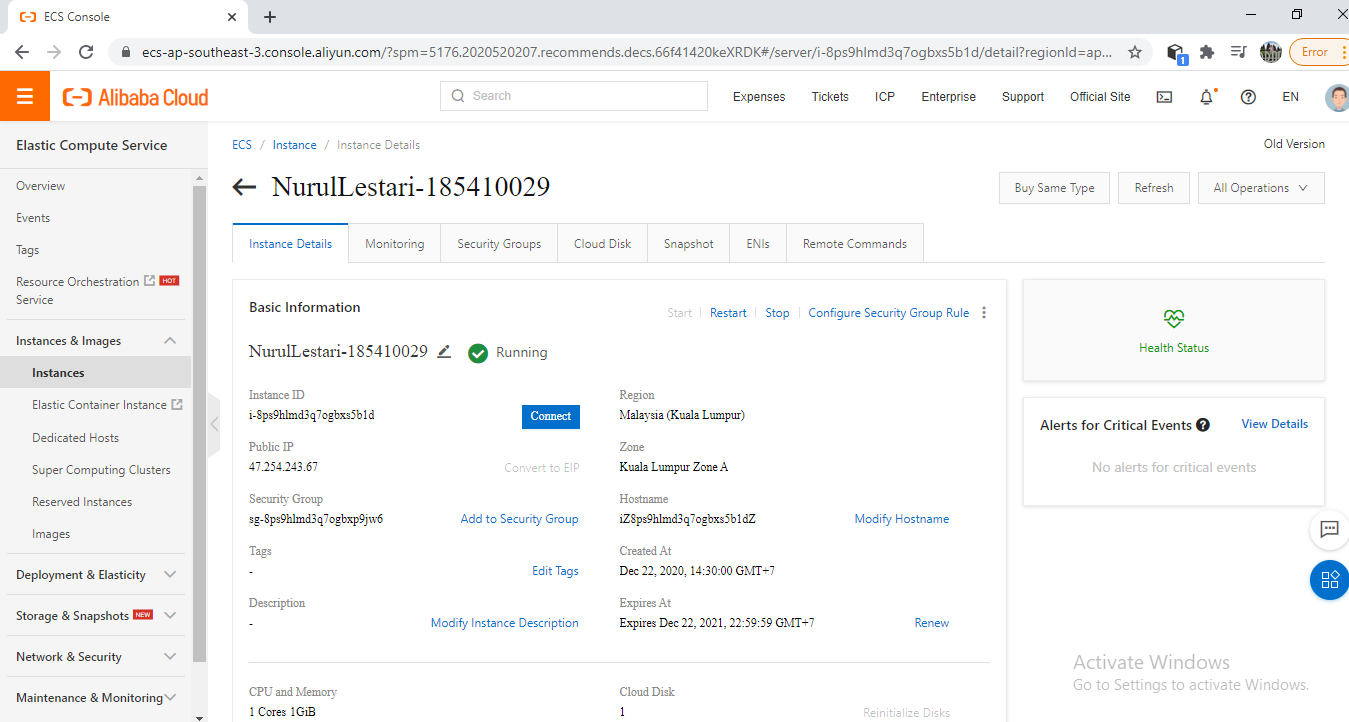 ECS Console
ecs-ap-southeast-3.console.aliyun.com/?spm=5176.2020520207.recommends.decs.66f41420keXRDK#/server/i-8ps9hlmd3q7ogbxs5b1d/detail?regionId=ap...
1
Error
Alibaba Cloud
Search
Expenses
Tickets
ICP
Enterprise
Support
Official Site
EN
Elastic Compute Service
Overview
Events
Tags
Resource Orchestration HOT
Service
Instances & Images
Instances
Elastic Container Instance
Dedicated Hosts
Super Computing Clusters
Reserved Instances
Images
Deployment & Elasticity
Storage & Snapshots NEW
Network & Security
Maintenance & Monitoring
ECS / Instance / Instance Details
Old Version
NurulLestari-185410029
Buy Same Type
Refresh
All Operations
Instance Details
Monitoring
Security Groups
Cloud Disk
Snapshot
ENIs
Remote Commands
Basic Information
Start
Restart
Stop
Configure Security Group Rule
NurulLestari-185410029
Running
Instance ID
i-8ps9hlmd3q7ogbxs5b1d
Connect
Region
Malaysia (Kuala Lumpur)
Public IP
47.254.243.67
Convert to EIP
Zone
Kuala Lumpur Zone A
Security Group
sg-8ps9hlmd3q7ogbxp9jw6
Add to Security Group
Hostname
iZ8ps9hlmd3q7ogbxs5b1dZ
Modify Hostname
Tags
-
Edit Tags
Created At
Dec 22, 2020, 14:30:00 GMT+7
Description
-
Modify Instance Description
Expires At
Expires Dec 22, 2021, 22:59:59 GMT+7
Renew
CPU and Memory
1 Cores 1GiB
Cloud Disk
1
Reinitialize Disks
Health Status
Alerts for Critical Events
View Details
No alerts for critical events
Activate Windows
Go to Settings to activate Windows.